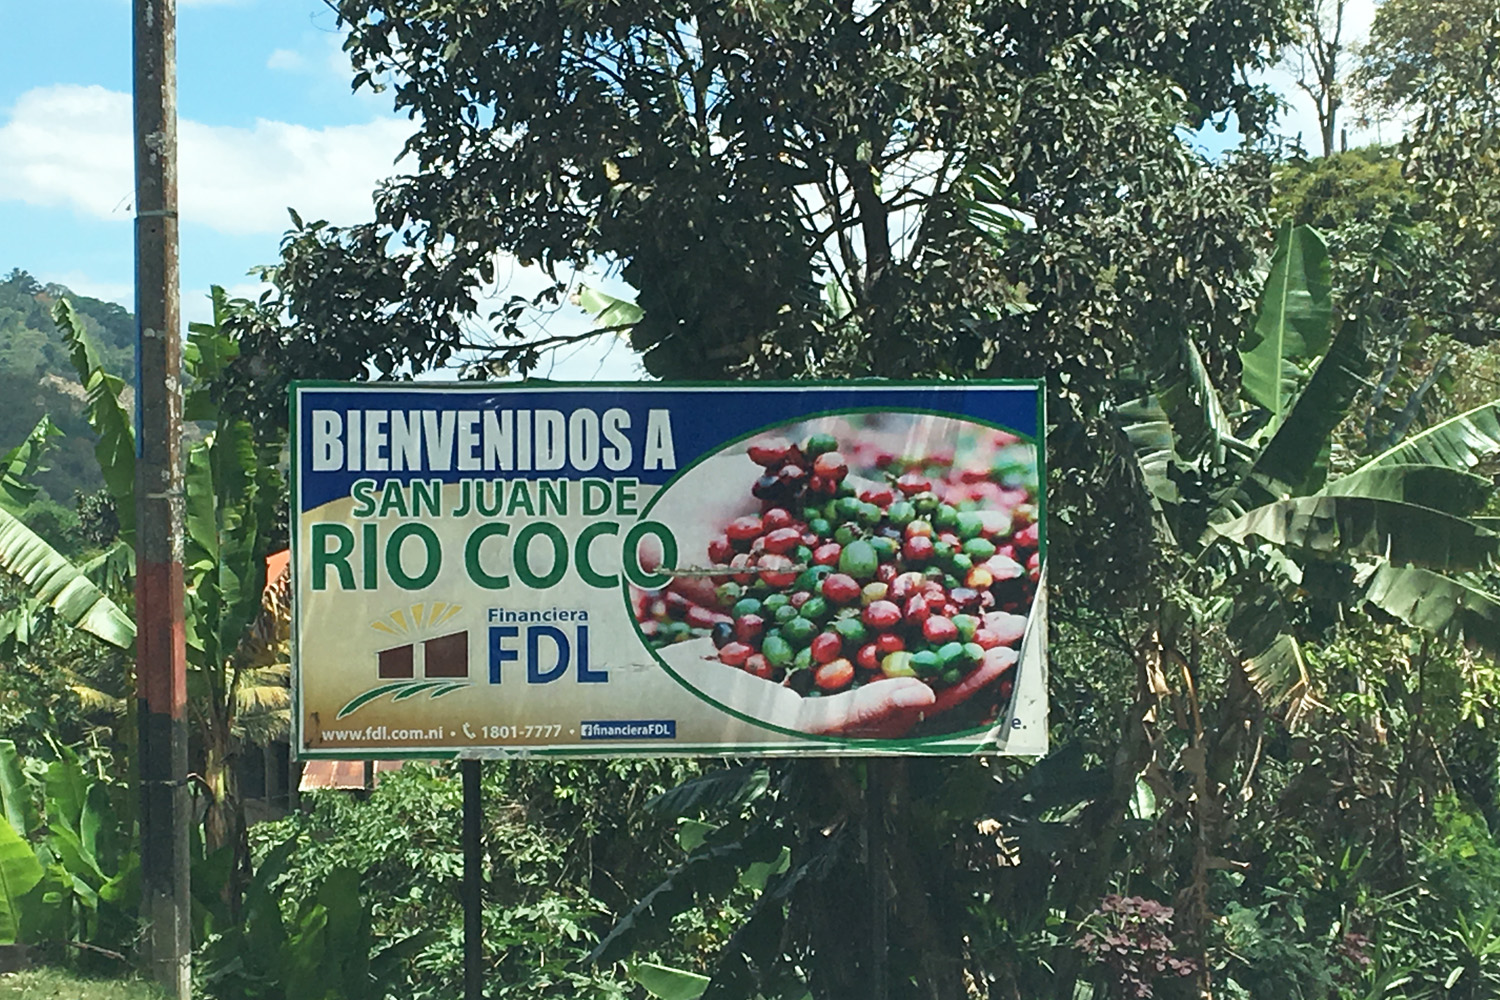 BIENVENIDOS A
SAN JUAN DE
RIO COCO
Financiera
FDL
www.fdl.com.ni • 1801-7777 • financieraFDL
e.